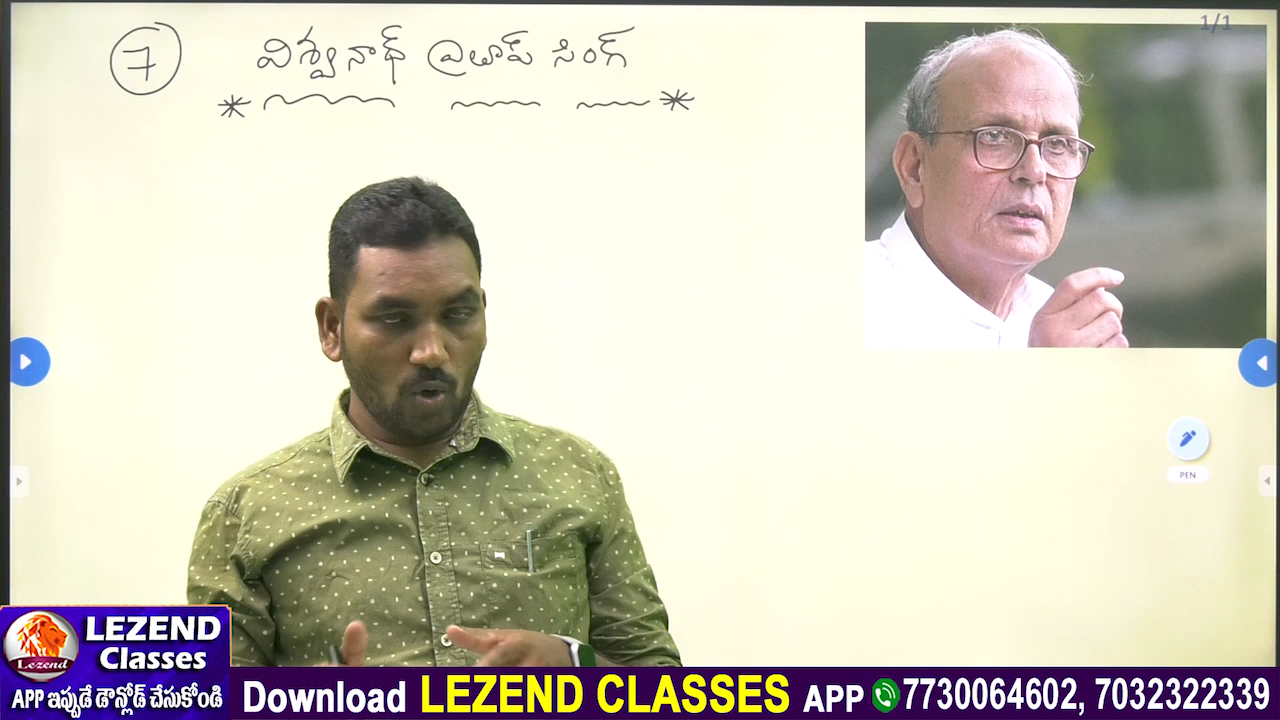 1/1
7 విశ్వనాథ్ ప్రతాప్ సింగ్
PEN
Lezend
LEZEND
Classes
APP ఇప్పుడే డౌన్లోడ్ చేసుకోండి
Download LEZEND CLASSES APP 7730064602, 7032322339